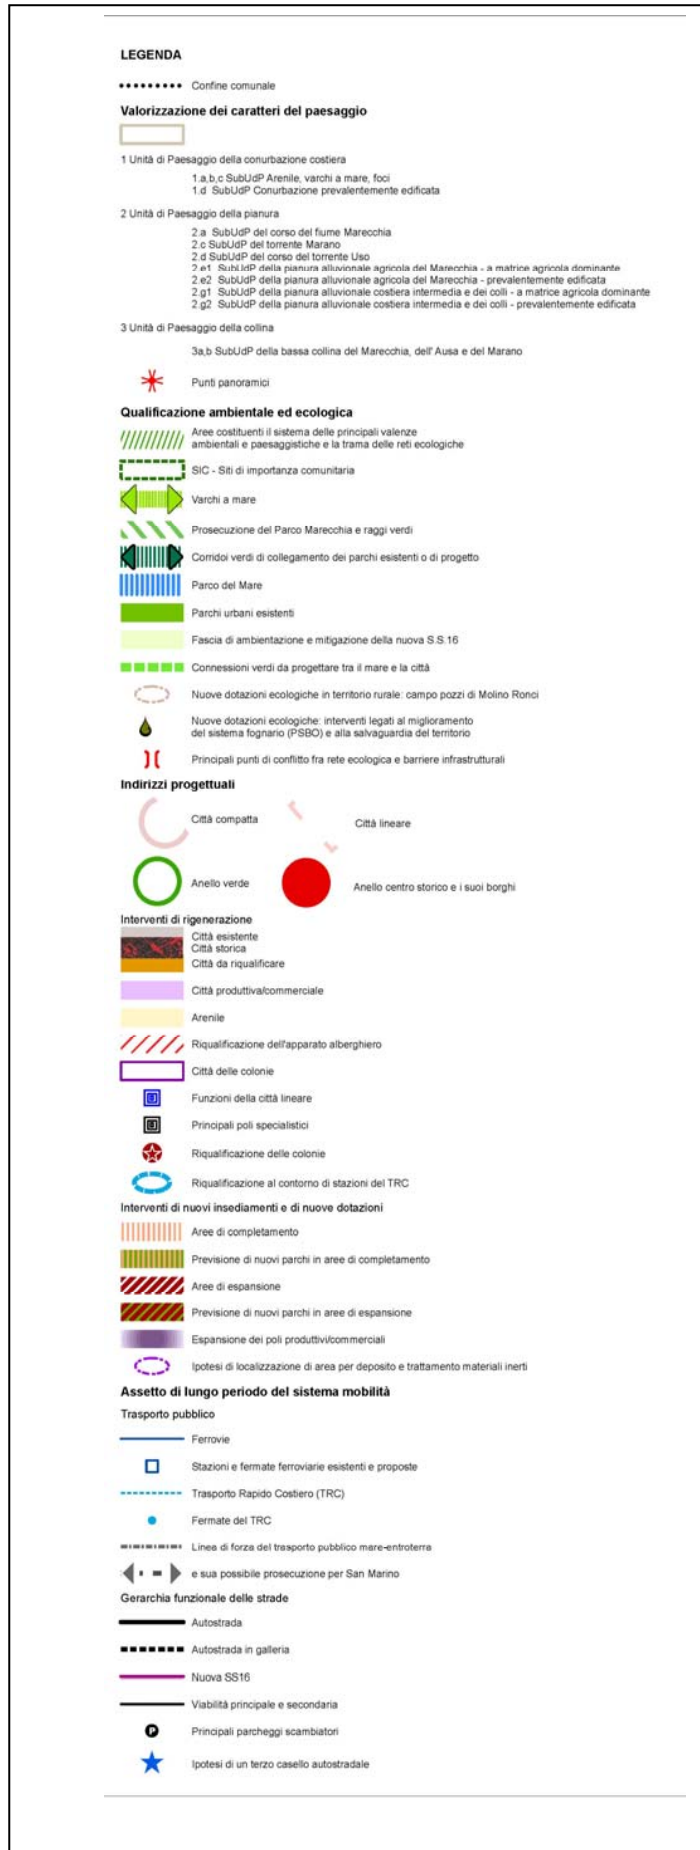 LEGENDA
Confine comunale
Valorizzazione dei caratteri del paesaggio
1 Unità di Paesaggio della conurbazione costiera
1.a,b,c SubUdP Arenile, varchi a mare, foci
1.d SubUdP Conurbazione prevalentemente edificata
2 Unità di Paesaggio della pianura
2.a SubUdP del corso del fiume Marecchia
2.c SubUdP del torrente Marano
2.d SubUdP del corso del torrente Uso
2.e1 SubUdP della pianura alluvionale agricola del Marecchia - a matrice agricola dominante
2.e2 SubUdP della pianura alluvionale agricola del Marecchia - prevalentemente edificata
2.g1 SubUdP della pianura alluvionale costiera intermedia e dei colli - a matrice agricola dominante
2.g2 SubUdP della pianura alluvionale costiera intermedia e dei colli - prevalentemente edificata
3 Unità di Paesaggio della collina
3a,b SubUdP della bassa collina del Marecchia, dell' Ausa e del Marano
Punti panoramici
Qualificazione ambientale ed ecologica
Aree costituenti il sistema delle principali valenze
ambientali e paesaggistiche e la trama delle reti ecologiche
SIC - Siti di importanza comunitaria
Varchi a mare
Prosecuzione del Parco Marecchia e raggi verdi
Corridoi verdi di collegamento dei parchi esistenti o di progetto
Parco del Mare
Parchi urbani esistenti
Fascia di ambientazione e mitigazione della nuova S.S.16
Connessioni verdi da progettare tra il mare e la città
Nuove dotazioni ecologiche in territorio rurale: campo pozzi di Molino Ronci
Nuove dotazioni ecologiche: interventi legati al miglioramento
del sistema fognario (PSBO) e alla salvaguardia del territorio
Principali punti di conflitto fra rete ecologica e barriere infrastrutturali
Indirizzi progettuali
Città compatta
Città lineare
Anello verde
Anello centro storico e i suoi borghi
Interventi di rigenerazione
Città esistente
Città storica
Città da riqualificare
Città produttiva/commerciale
Arenile
Riqualificazione dell'apparato alberghiero
Città delle colonie
Funzioni della città lineare
Principali poli specialistici
Riqualificazione delle colonie
Riqualificazione al contorno di stazioni del TRC
Interventi di nuovi insediamenti e di nuove dotazioni
Aree di completamento
Previsione di nuovi parchi in aree di completamento
Aree di espansione
Previsione di nuovi parchi in aree di espansione
Espansione dei poli produttivi/commerciali
Ipotesi di localizzazione di area per deposito e trattamento materiali inerti
Assetto di lungo periodo del sistema mobilità
Trasporto pubblico
Ferrovie
Stazioni e fermate ferroviarie esistenti e proposte
Trasporto Rapido Costiero (TRC)
Fermate del TRC
Linea di forza del trasporto pubblico mare-entroterra
e sua possibile prosecuzione per San Marino
Gerarchia funzionale delle strade
Autostrada
Autostrada in galleria
Nuova SS16
Viabilità principale e secondaria
P Principali parcheggi scambiatori
Ipotesi di un terzo casello autostradale